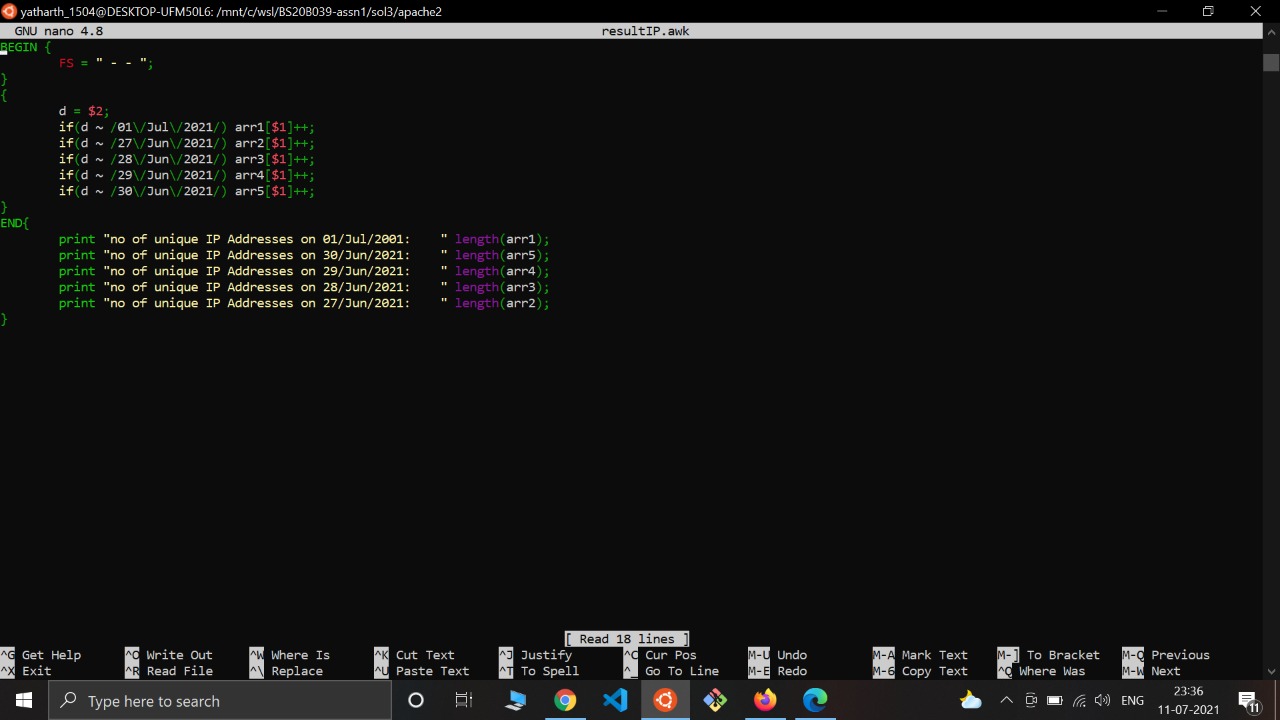 yatharth_1504@DESKTOP-UFM50L6: /mnt/c/wsl/BS20B039-assn1/sol3/apache2
GNU nano 4.8 resultIP.awk
BEGIN {
FS = " - - ";
}
{
d = $2;
if(d ~ /01\/Jul\/2021/) arr1[$1]++;
if(d ~ /27\/Jun\/2021/) arr2[$1]++;
if(d ~ /28\/Jun\/2021/) arr3[$1]++;
if(d ~ /29\/Jun\/2021/) arr4[$1]++;
if(d ~ /30\/Jun\/2021/) arr5[$1]++;
}
END{
print "no of unique IP Addresses on 01/Jul/2001:    " length(arr1);
print "no of unique IP Addresses on 30/Jun/2021:    " length(arr5);
print "no of unique IP Addresses on 29/Jun/2021:    " length(arr4);
print "no of unique IP Addresses on 28/Jun/2021:    " length(arr3);
print "no of unique IP Addresses on 27/Jun/2021:    " length(arr2);
}
[ Read 18 lines ]
^G Get Help ^O Write Out ^W Where Is ^K Cut Text ^J Justify ^C Cur Pos M-U Undo M-A Mark Text M-] To Bracket M-Q Previous
^X Exit ^R Read File ^\ Replace ^U Paste Text ^T To Spell ^_ Go To Line M-E Redo M-6 Copy Text ^Q Where Was M-W Next
Type here to search ENG 23:36
11-07-2021 11